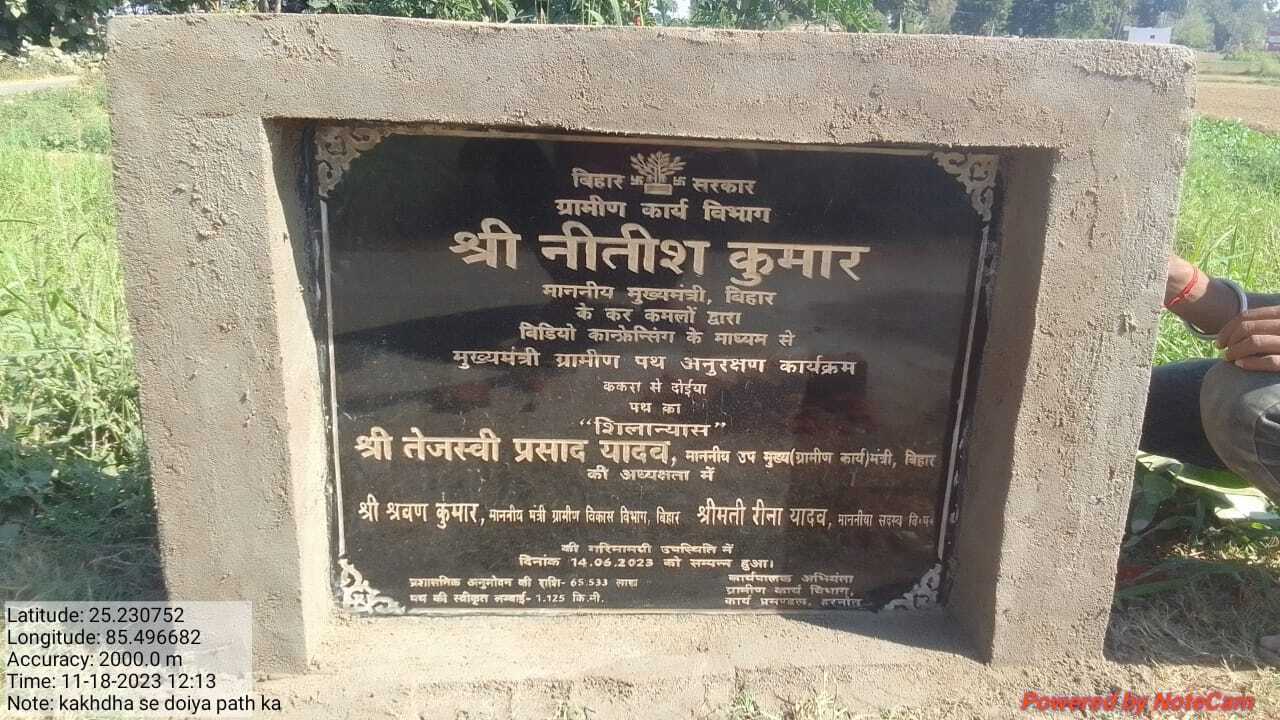 बिहार सरकार
ग्रामीण कार्य विभाग
श्री नीतीश कुमार
माननीय मुख्यमंत्री, बिहार
के कर कमलों द्वारा
विडियो कान्फ्रेन्सिंग के माध्यम से
मुख्यमंत्री ग्रामीण पथ अनुरक्षण कार्यक्रम
ककरा से दोईया
पथ का
"शिलान्यास"
श्री तेजस्वी प्रसाद यादव, माननीय उप मुख्य(ग्रामीण कार्य)मंत्री, बिहार
की अध्यक्षता में
श्री श्रवण कुमार, माननीय मंत्री ग्रामीण विकास विभाग, बिहार श्रीमती रीना यादव, माननीया सदस्य वि०प०
की गरिमामयी उपस्थिति में
दिनांक 14.06.2023 को सम्पन्न हुआ।
प्रशासनिक अनुमोदन की राशि- 65.533 लाख
पथ की स्वीकृत लम्बाई- 1.125 कि.मी.
कार्यपालक अभियंता
ग्रामीण कार्य विभाग,
कार्य प्रमण्डल, हरनौत
Latitude: 25.230752
Longitude: 85.496682
Accuracy: 2000.0 m
Time: 11-18-2023 12:13
Note: kakhdha se doiya path ka
Powered by NoteCam